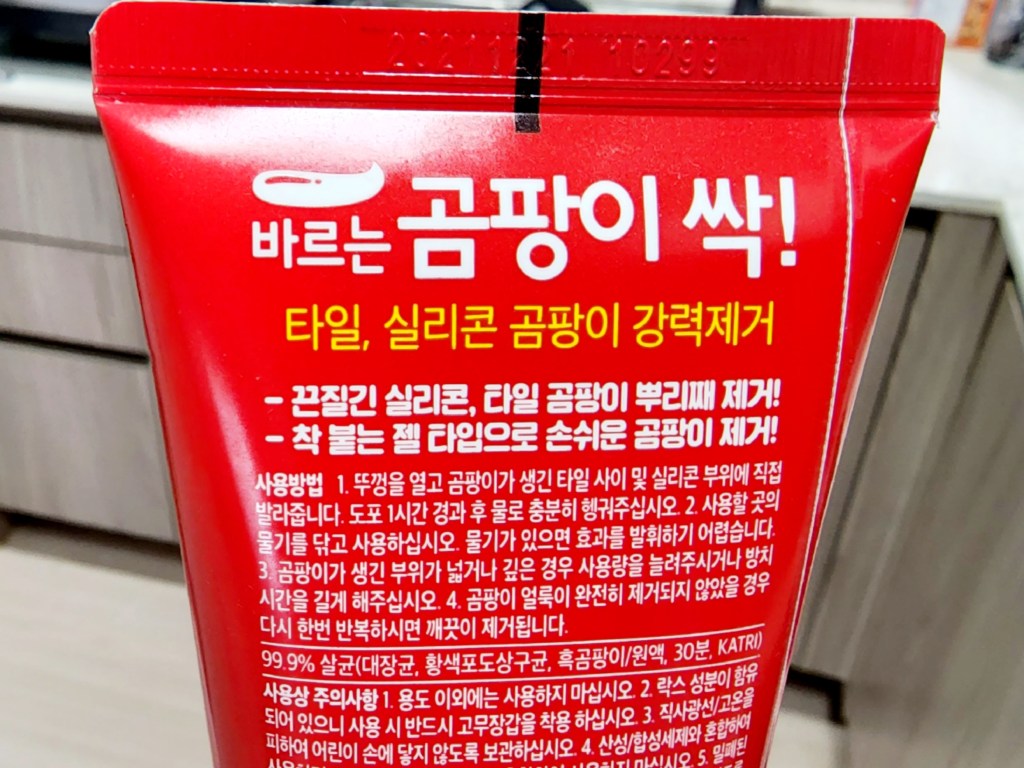 10299
바르는 곰팡이 싹!
타일, 실리콘 곰팡이 강력제거
- 끈질긴 실리콘, 타일 곰팡이 뿌리째 제거!
- 착 붙는 젤 타입으로 손쉬운 곰팡이 제거!
사용방법 1. 뚜껑을 열고 곰팡이가 생긴 타일 사이 및 실리콘 부위에 직접
발라줍니다. 도포 1시간 경과 후 물로 충분히 헹궈주십시오. 2. 사용할 곳의
물기를 닦고 사용하십시오. 물기가 있으면 효과를 발휘하기 어렵습니다.
3. 곰팡이가 생긴 부위가 넓거나 깊은 경우 사용량을 늘려주시거나 방치
시간을 길게 해주십시오. 4. 곰팡이 얼룩이 완전히 제거되지 않았을 경우
다시 한번 반복하시면 깨끗이 제거됩니다.
99.9% 살균(대장균, 황색포도상구균, 흑곰팡이/원액, 30분, KATRI)
사용상 주의사항 1. 용도 이외에는 사용하지 마십시오. 2. 락스 성분이 함유
되어 있으니 사용 시 반드시 고무장갑을 착용 하십시오. 3. 직사광선/고온을
피하여 어린이 손에 닿지 않도록 보관하십시오. 4. 산성/합성세제와 혼합하여
사용하지 마십시오. 5. 밀폐된